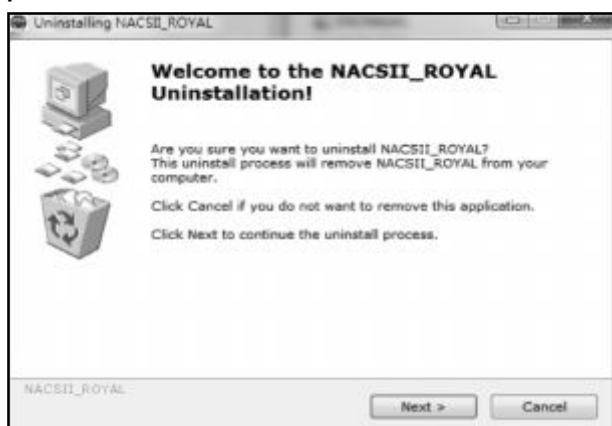 Uninstalling NACSII_ROYAL
Welcome to the NACSII_ROYAL
Uninstallation!
Are you sure you want to uninstall NACSII_ROYAL?
This uninstall process will remove NACSII_ROYAL from your
computer.
Click Cancel if you do not want to remove this application.
Click Next to continue the uninstall process.
NACSII_ROYAL
Next >
Cancel